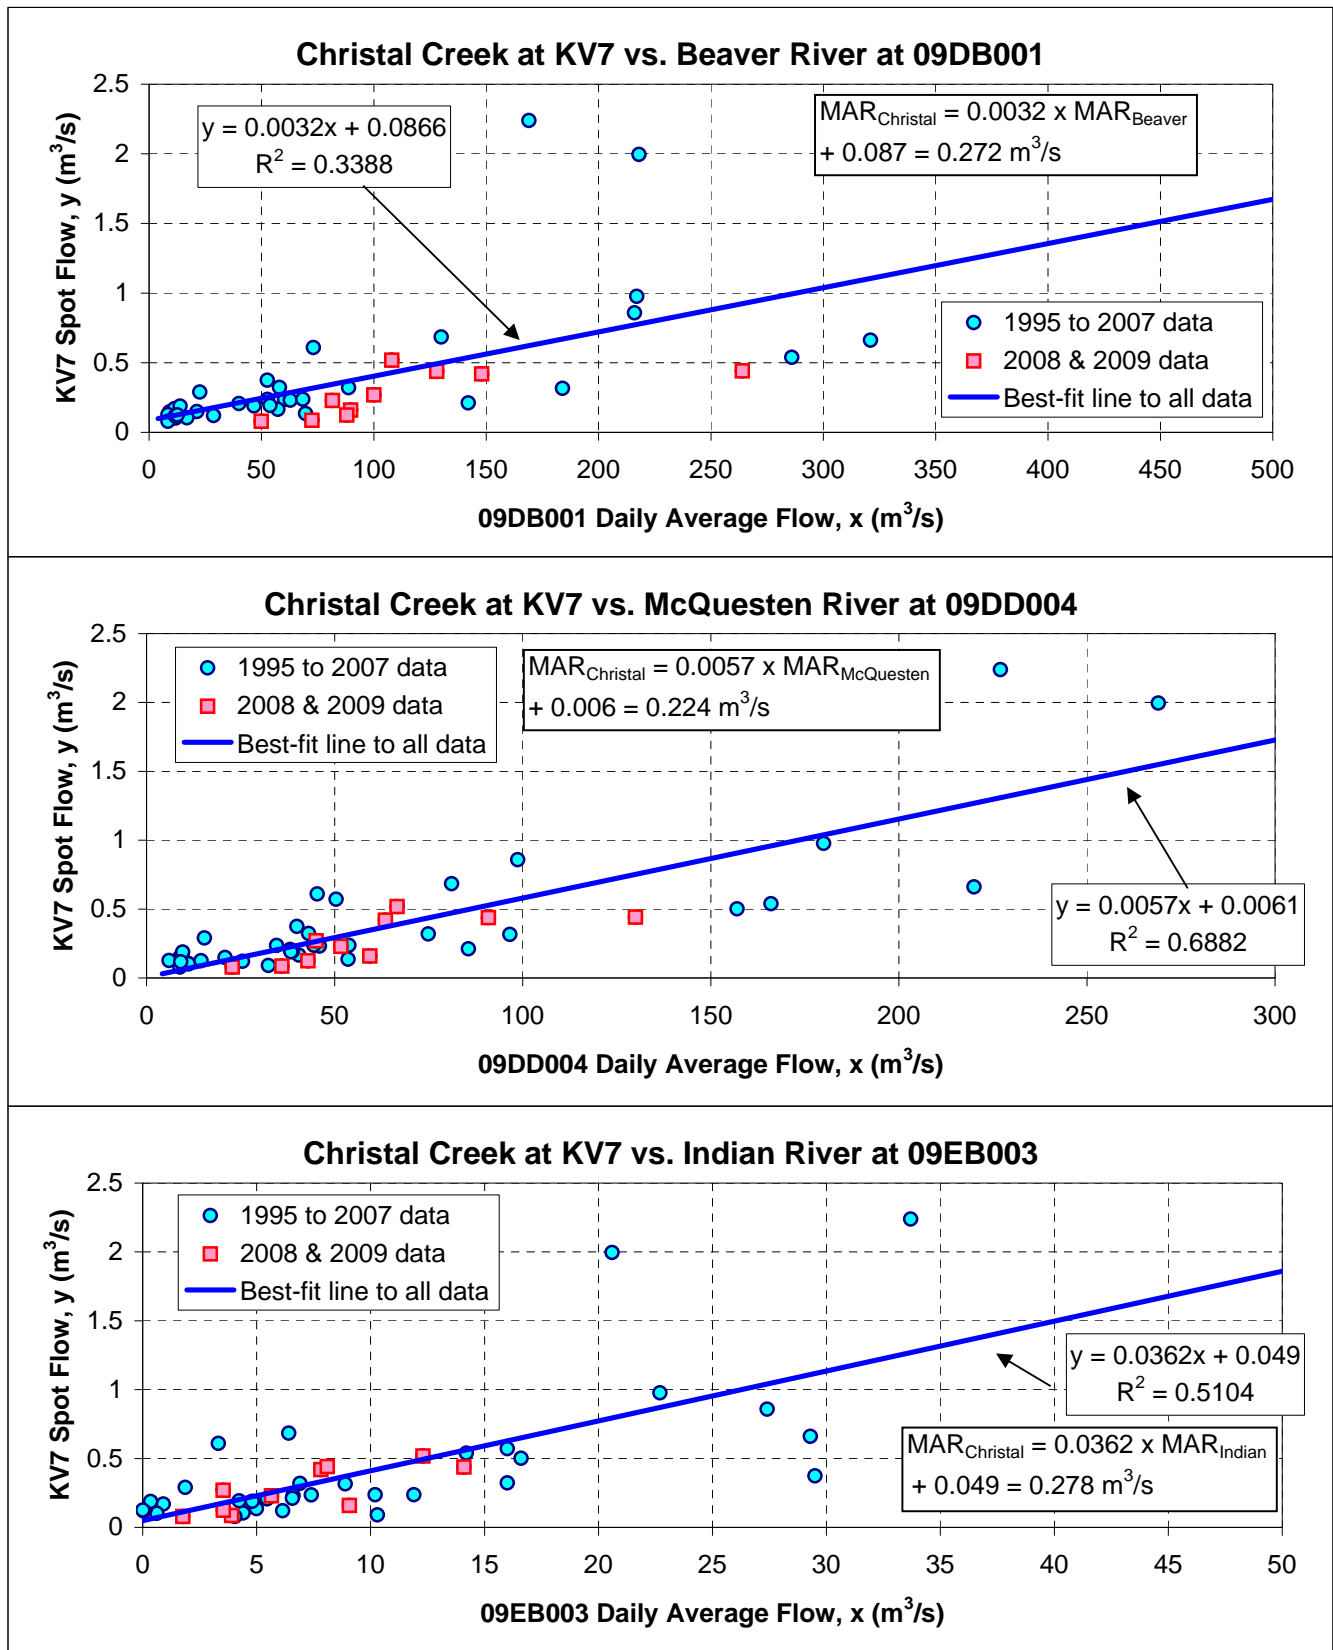 Christal Creek at KV7 vs. Beaver River at 09DB001
2.5
2
1.5
1
0.5
0
KV7 Spot Flow, y (m³/s)
y = 0.0032x + 0.0866
R² = 0.3388
MAR_Christal = 0.0032 x MAR_Beaver
+ 0.087 = 0.272 m³/s
1995 to 2007 data
2008 & 2009 data
Best-fit line to all data
0 50 100 150 200 250 300 350 400 450 500
09DB001 Daily Average Flow, x (m³/s)
Christal Creek at KV7 vs. McQuesten River at 09DD004
2.5
2
1.5
1
0.5
0
KV7 Spot Flow, y (m³/s)
1995 to 2007 data
2008 & 2009 data
Best-fit line to all data
MAR_Christal = 0.0057 x MAR_McQuesten
+ 0.006 = 0.224 m³/s
y = 0.0057x + 0.0061
R² = 0.6882
0 50 100 150 200 250 300
09DD004 Daily Average Flow, x (m³/s)
Christal Creek at KV7 vs. Indian River at 09EB003
2.5
2
1.5
1
0.5
0
KV7 Spot Flow, y (m³/s)
1995 to 2007 data
2008 & 2009 data
Best-fit line to all data
y = 0.0362x + 0.049
R² = 0.5104
MAR_Christal = 0.0362 x MAR_Indian
+ 0.049 = 0.278 m³/s
0 5 10 15 20 25 30 35 40 45 50
09EB003 Daily Average Flow, x (m³/s)